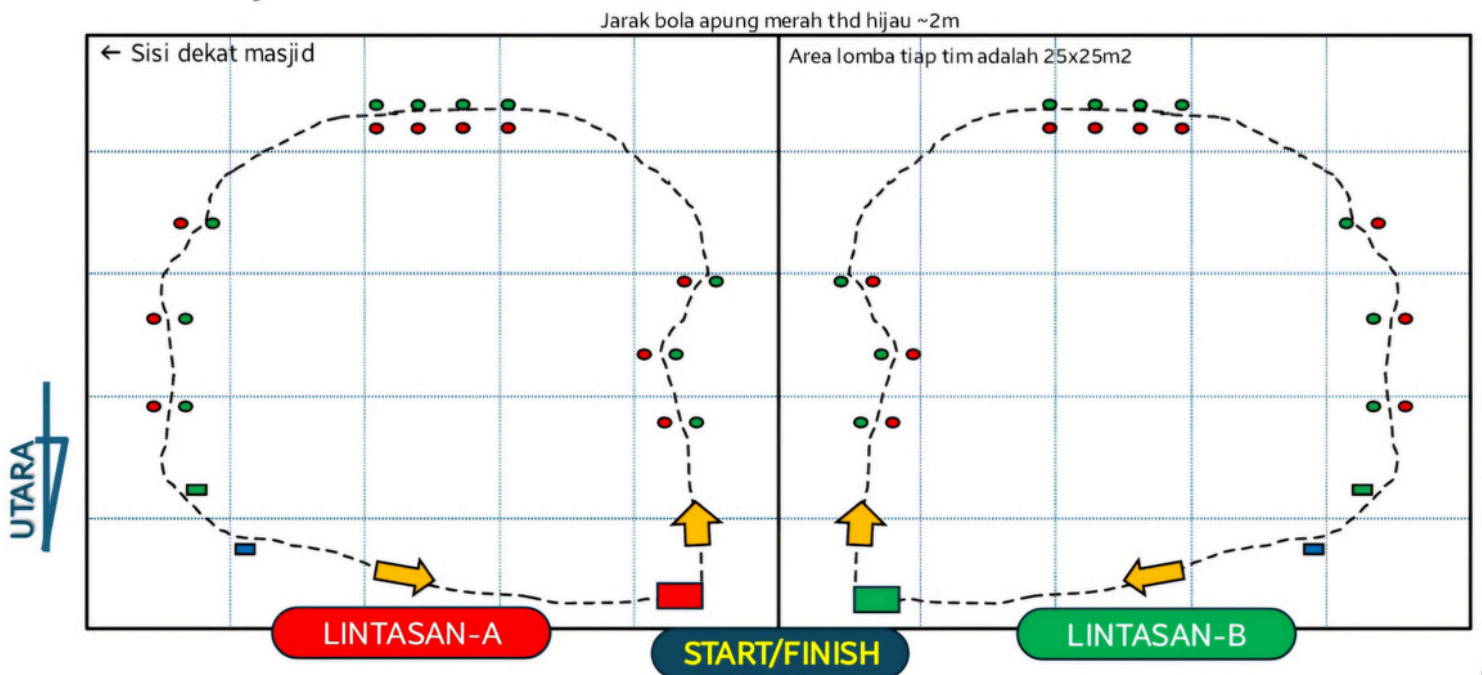 Jarak bola apung merah thd hijau ~2m
← Sisi dekat masjid
Area lomba tiap tim adalah 25x25m2
UTARA
LINTASAN-A
START/FINISH
LINTASAN-B